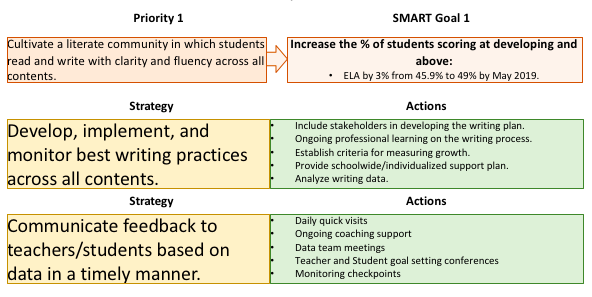 Priority 1
SMART Goal 1
Cultivate a literate community in which students
read and write with clarity and fluency across all
contents.
Increase the % of students scoring at developing and
above:
• ELA by 3% from 45.9% to 49% by May 2019.
Strategy
Actions
Develop, implement, and
monitor best writing practices
across all contents.
• Include stakeholders in developing the writing plan.
• Ongoing professional learning on the writing process.
• Establish criteria for measuring growth.
• Provide schoolwide/individualized support plan.
• Analyze writing data.
Strategy
Actions
Communicate feedback to
teachers/students based on
data in a timely manner.
• Daily quick visits
• Ongoing coaching support
• Data team meetings
• Teacher and Student goal setting conferences
• Monitoring checkpoints